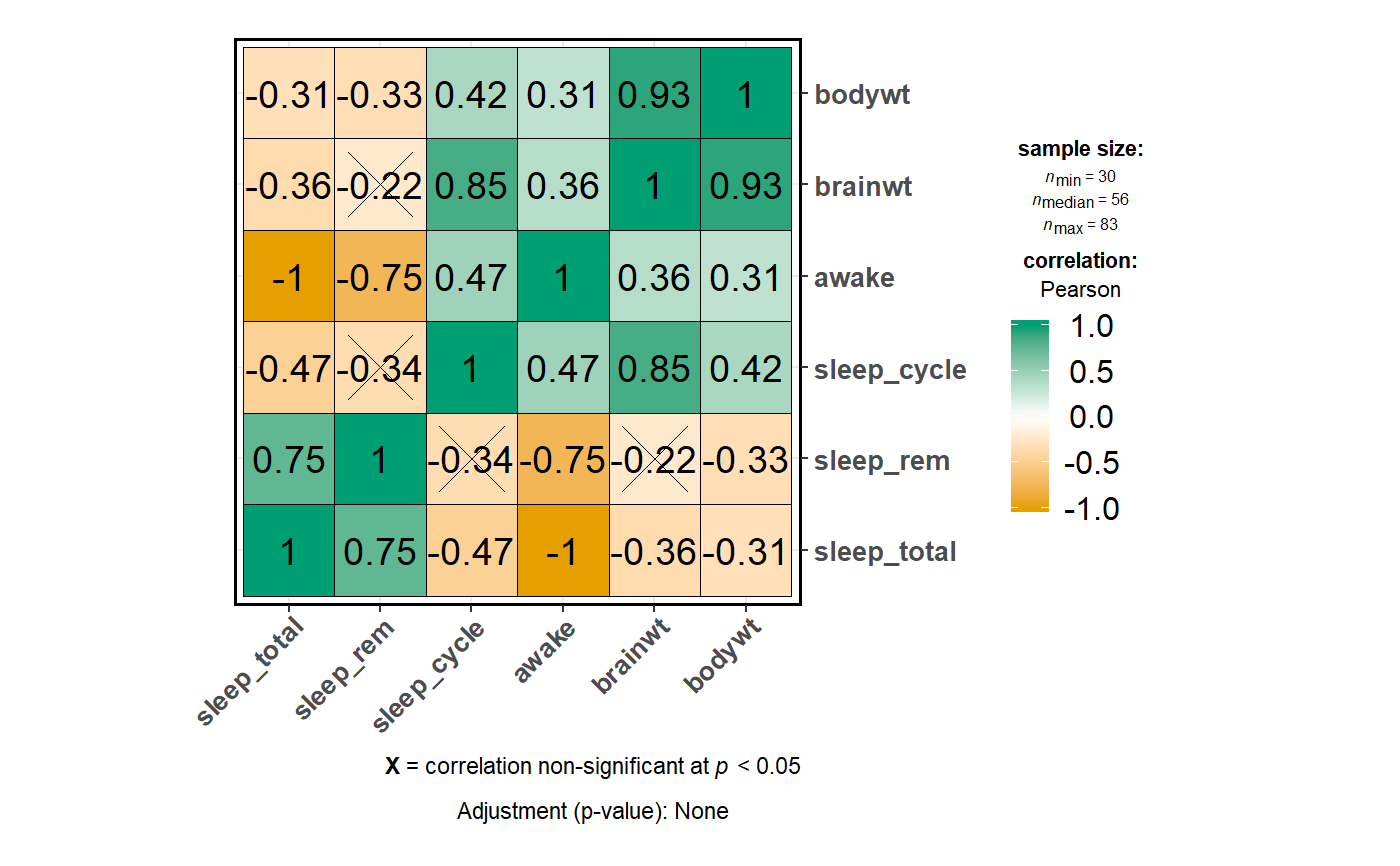 -0.31 -0.33 0.42 0.31 0.93 1 bodywt
-0.36 -0.22 0.85 0.36 1 0.93 brainwt
-1 -0.75 0.47 1 0.36 0.31 awake
-0.47 -0.34 1 0.47 0.85 0.42 sleep_cycle
0.75 1 -0.34 -0.75 -0.22 -0.33 sleep_rem
1 0.75 -0.47 -1 -0.36 -0.31 sleep_total
sleep_total sleep_rem sleep_cycle awake brainwt bodywt
sample size:
nmin = 30
nmedian = 56
nmax = 83
correlation:
Pearson
1.0
0.5
0.0
-0.5
-1.0
X = correlation non-significant at p < 0.05
Adjustment (p-value): None